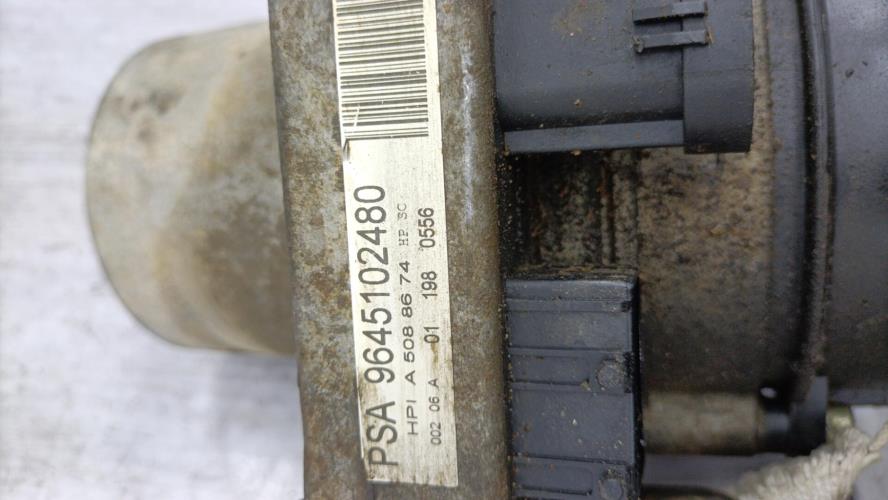 PSA 9645102480
HPI A 508 86 74 HP. SC
002 06 A 01 198 0556